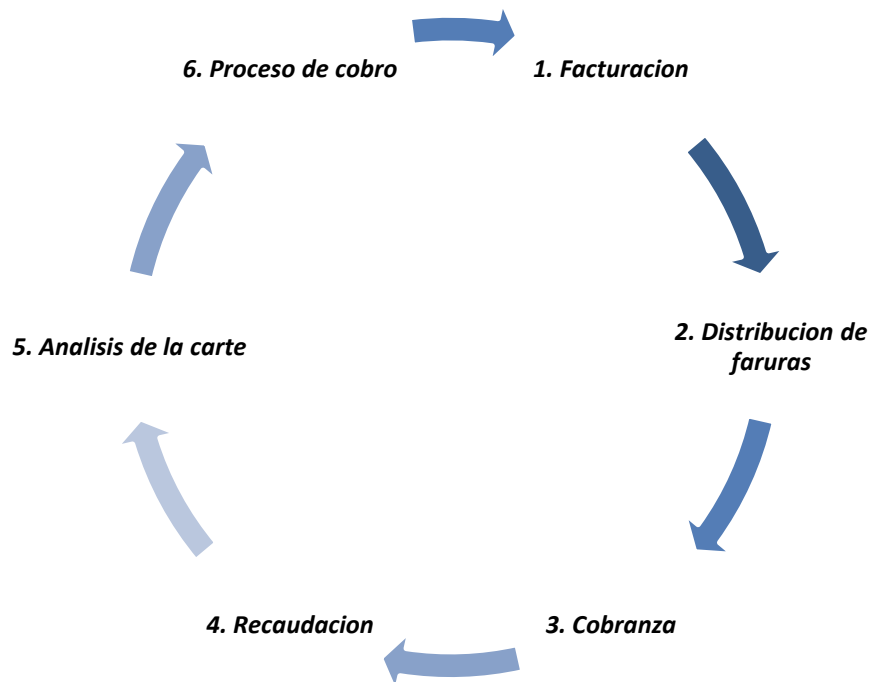 1. Facturacion
2. Distribucion de
faruras
3. Cobranza
4. Recaudacion
5. Analisis de la carte
6. Proceso de cobro